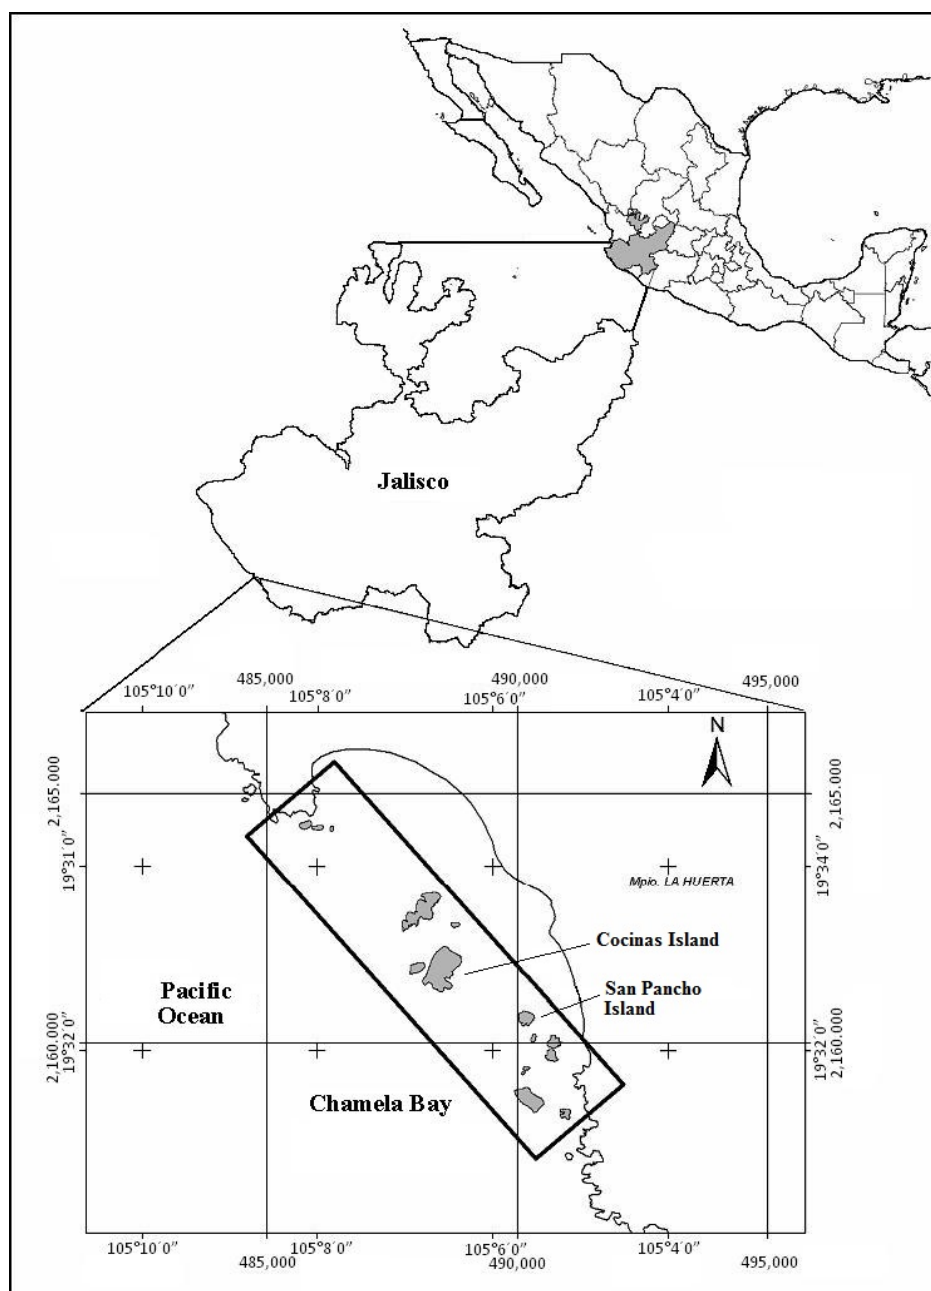 Jalisco
485,000
490,000
495,000
105°10´0″
105°8´0″
105°6´0″
105°4´0″
N
2,165.000
2,165.000
19°31´0″
19°34´0″
Mpio. LA HUERTA
Cocinas Island
San Pancho
Island
Pacific
Ocean
2,160.000
19°32´0″
19°32´0″
2,160.000
Chamela Bay
105°10´0″
105°8´0″
105°6´0″
105°4´0″
485,000
490,000
495,000